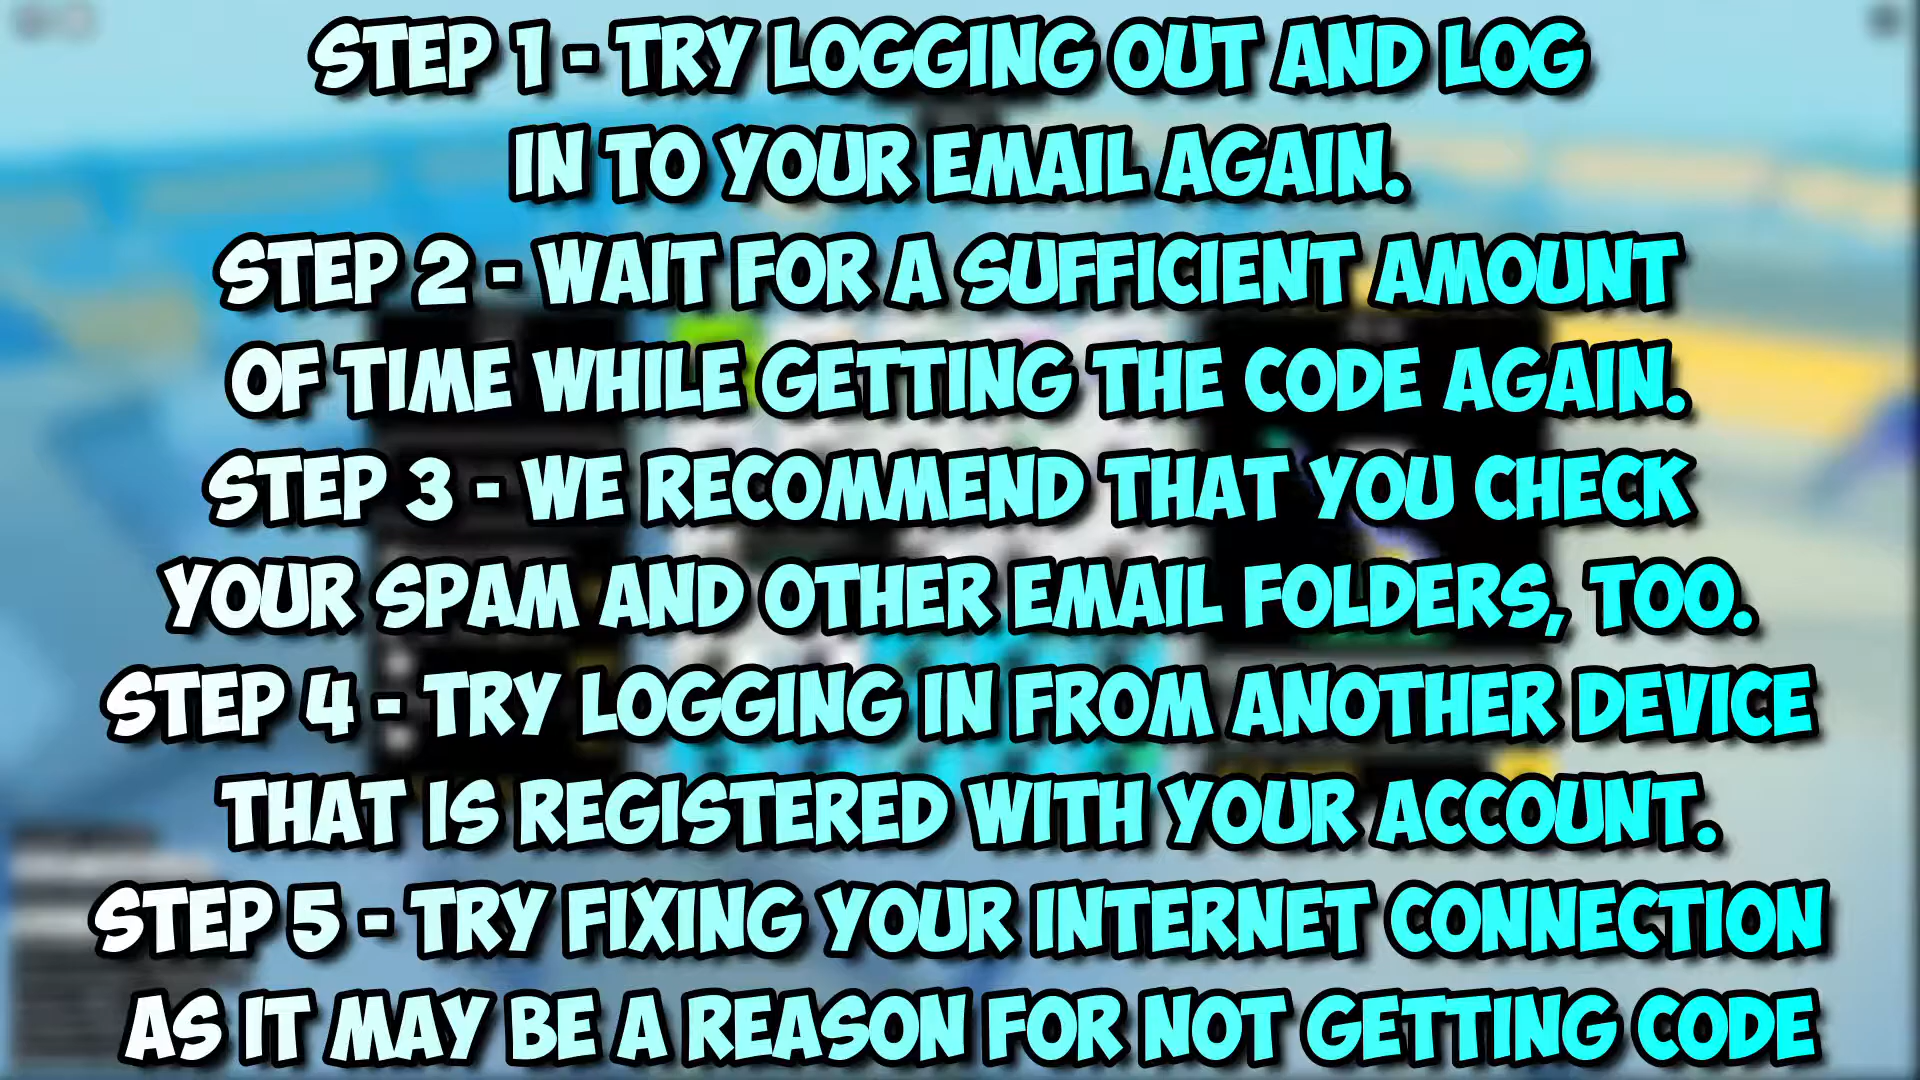 STEP 1 - TRY LOGGING OUT AND LOG
IN TO YOUR EMAIL AGAIN.
STEP 2 - WAIT FOR A SUFFICIENT AMOUNT
OF TIME WHILE GETTING THE CODE AGAIN.
STEP 3 - WE RECOMMEND THAT YOU CHECK
YOUR SPAM AND OTHER EMAIL FOLDERS, TOO.
STEP 4 - TRY LOGGING IN FROM ANOTHER DEVICE
THAT IS REGISTERED WITH YOUR ACCOUNT.
STEP 5 - TRY FIXING YOUR INTERNET CONNECTION
AS IT MAY BE A REASON FOR NOT GETTING CODE